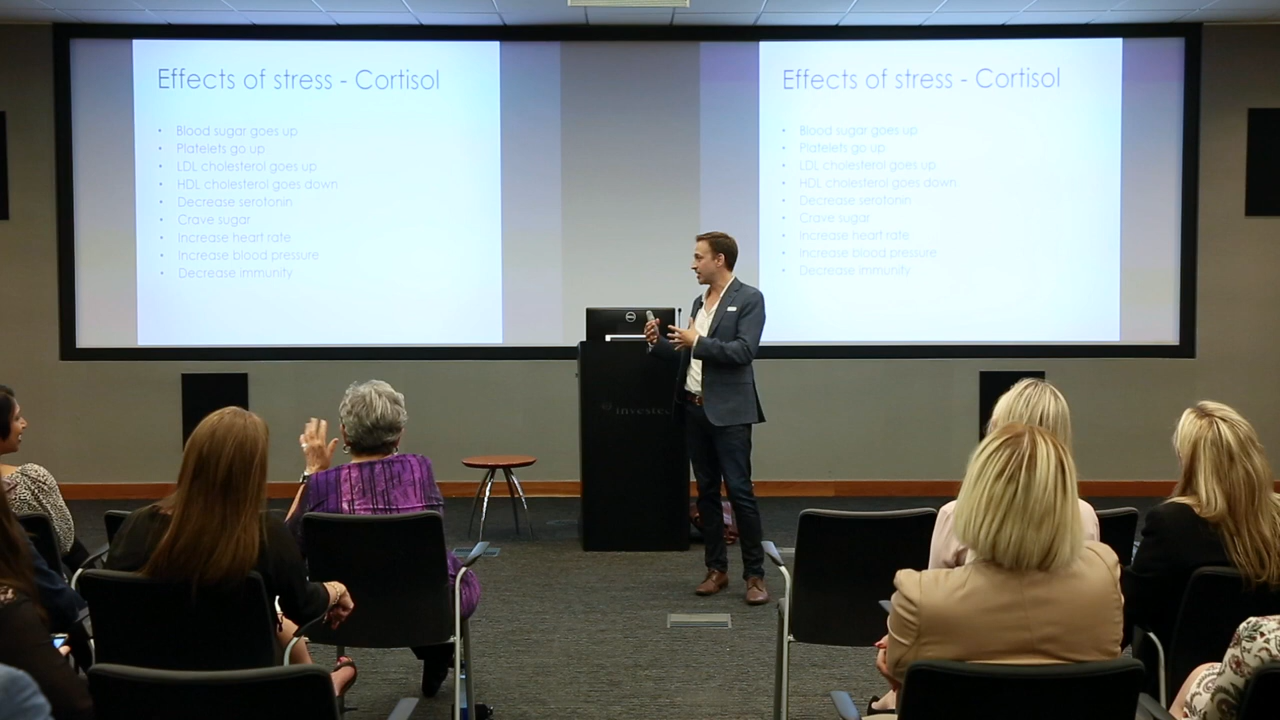 Effects of stress - Cortisol
• Blood sugar goes up
• Platelets go up
• LDL cholesterol goes up
• HDL cholesterol goes down
• Decrease serotonin
• Crave sugar
• Increase heart rate
• Increase blood pressure
• Decrease immunity
Effects of stress - Cortisol
• Blood sugar goes up
• Platelets go up
• LDL cholesterol goes up
• HDL cholesterol goes down
• Decrease serotonin
• Crave sugar
• Increase heart rate
• Increase blood pressure
• Decrease immunity
DELL
Investec